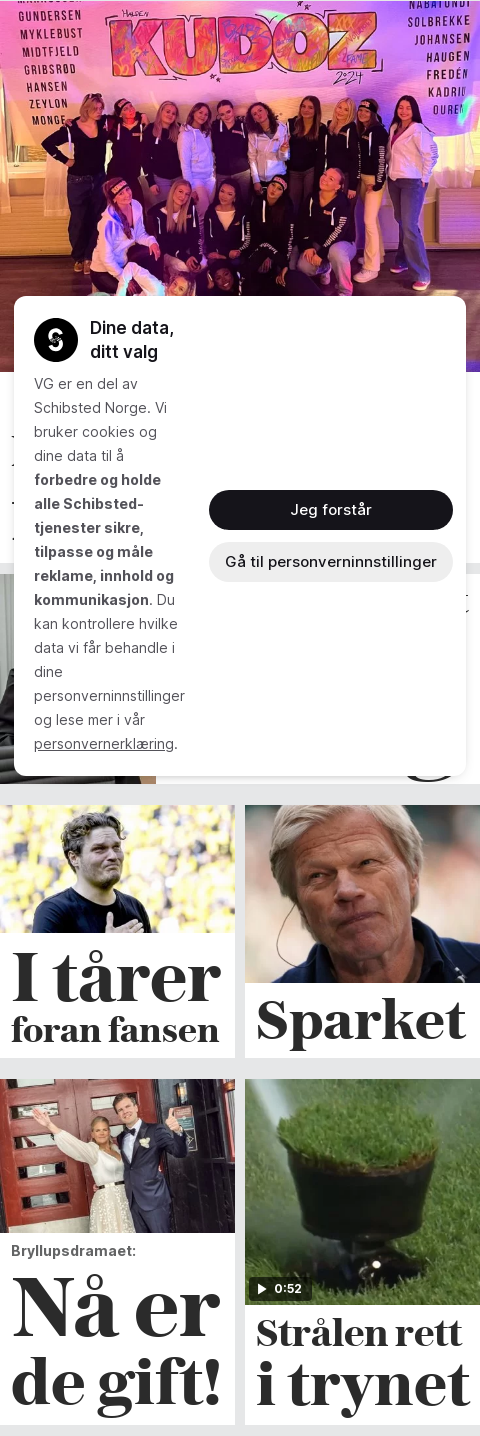 GUNDERSEN
MYKLEBUST
MIDTFJELD
GRIBSRØD
HANSEN
ZEYLON
MONGE
HALDEN
KUDOZ
2024
NABATUNDI
SOLBREKKE
JOHANSEN
HAUGEN
FREDÉN
KADRIU
Dine data,
ditt valg
VG er en del av
Schibsted Norge. Vi
bruker cookies og
dine data til å
forbedre og holde
alle Schibsted-
tjenester sikre,
tilpasse og måle
reklame, innhold og
kommunikasjon. Du
kan kontrollere hvilke
data vi får behandle i
dine
personverninnstillinger
og lese mer i vår
personvernerklæring.
Jeg forstår
Gå til personverninnstillinger
I tårer
foran fansen
Sparket
Bryllupsdramaet:
Nå er
de gift!
0:52
Strålen rett
i trynet